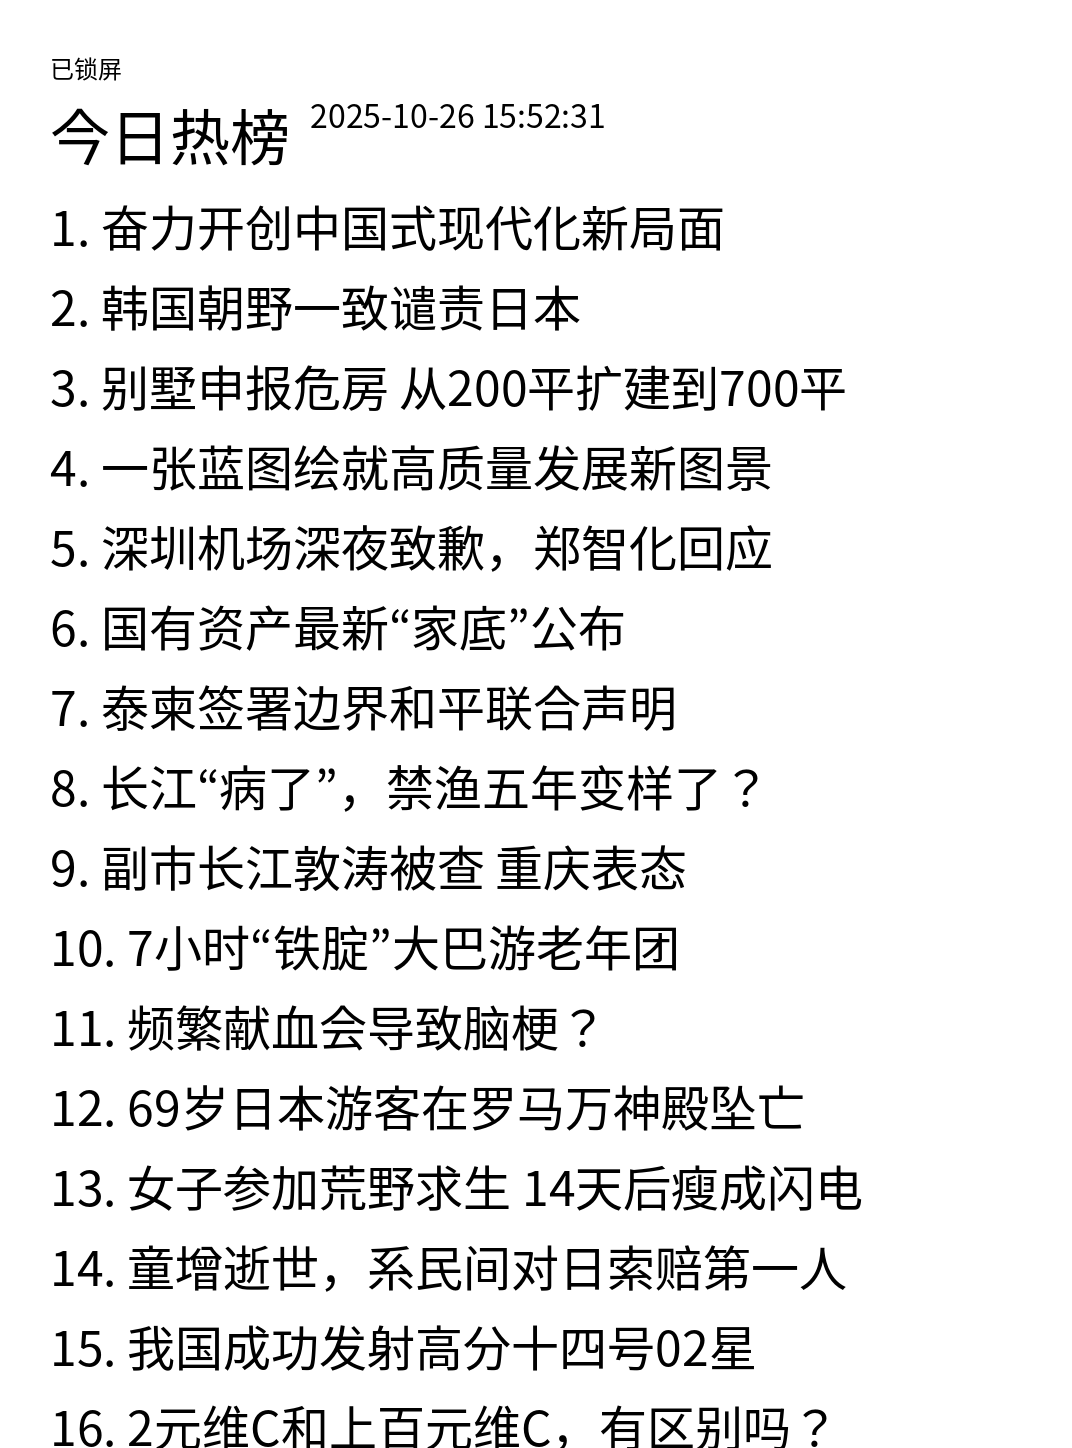 已锁屏
今日热榜 2025-10-26 15:52:31
1. 奋力开创中国式现代化新局面
2. 韩国朝野一致谴责日本
3. 别墅申报危房 从200平扩建到700平
4. 一张蓝图绘就高质量发展新图景
5. 深圳机场深夜致歉，郑智化回应
6. 国有资产最新“家底”公布
7. 泰柬签署边界和平联合声明
8. 长江“病了”，禁渔五年变样了？
9. 副市长江敦涛被查 重庆表态
10. 7小时“铁腚”大巴游老年团
11. 频繁献血会导致脑梗？
12. 69岁日本游客在罗马万神殿坠亡
13. 女子参加荒野求生 14天后瘦成闪电
14. 童增逝世，系民间对日索赔第一人
15. 我国成功发射高分十四号02星
16. 2元维C和上百元维C，有区别吗？